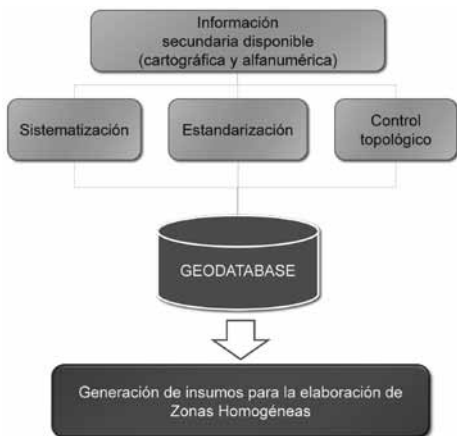 Información
secundaria disponible
(cartográfica y alfanumérica)
Sistematización
Estandarización
Control
topológico
GEODATABASE
Generación de insumos para la elaboración de
Zonas Homogéneas